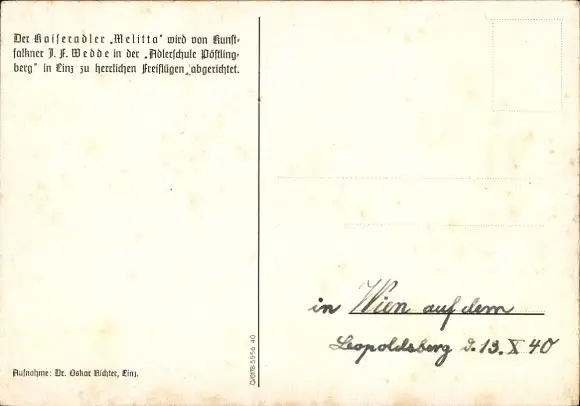 Der Kaiseradler „Melitta“ wird von Kunst-
falkner J. F. Wedde in der „Adlerschule Pöstling-
berg“ in Linz zu herrlichen Freiflügen abgerichtet.
in Wien auf dem
Leopoldsberg d. 13. X 40
Aufnahme: Dr. Oskar Richter, Linz.